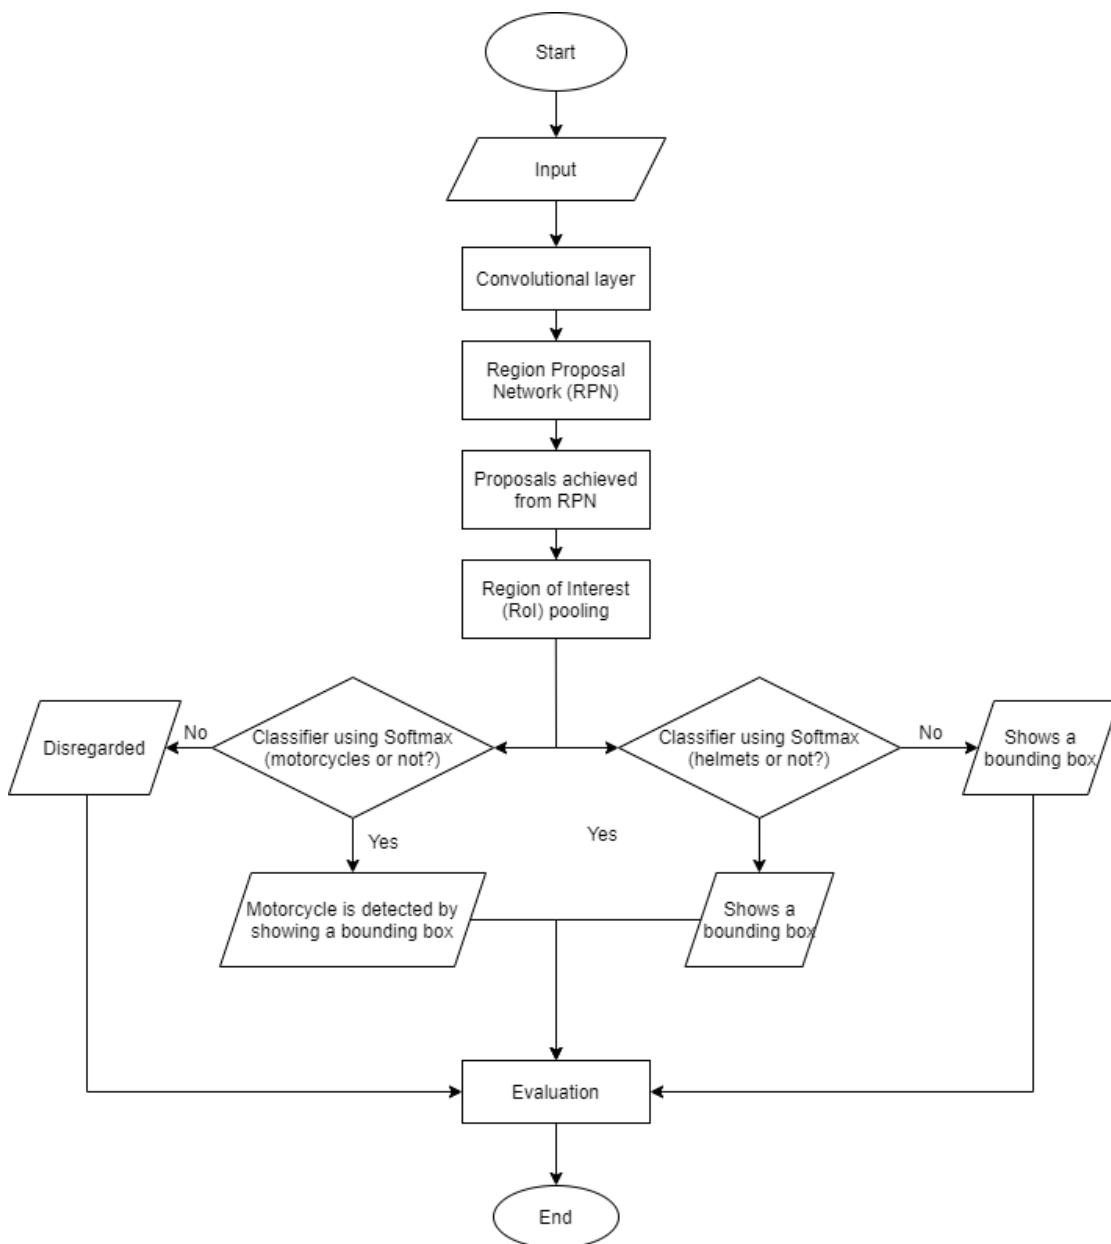 Start
Input
Convolutional layer
Region Proposal
Network (RPN)
Proposals achieved
from RPN
Region of Interest
(RoI) pooling
Disregarded
No
Classifier using Softmax
(motorcycles or not?)
Classifier using Softmax
(helmets or not?)
No
Shows a
bounding box
Yes
Yes
Motorcycle is detected by
showing a bounding box
Shows a
bounding box
Evaluation
End